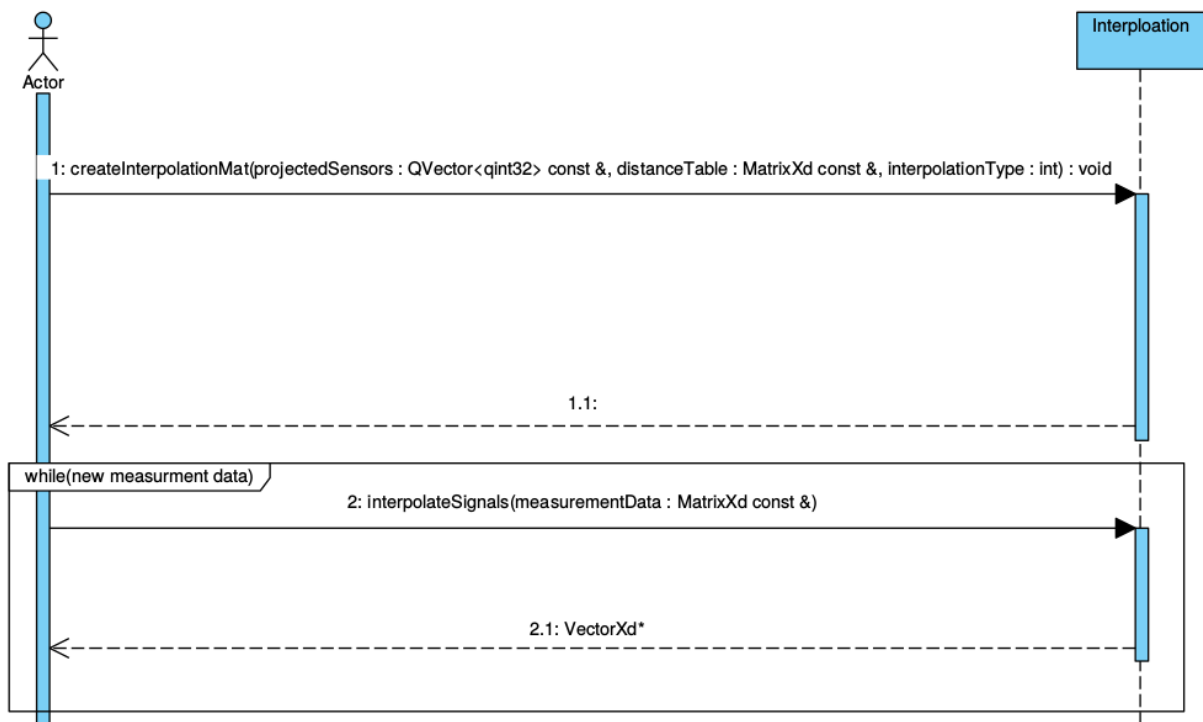 Interploation
Actor
1: createInterpolationMat(projectedSensors : QVector<qint32> const &, distanceTable : MatrixXd const &, interpolationType : int) : void
1.1:
while(new measurment data)
2: interpolateSignals(measurementData : MatrixXd const &)
2.1: VectorXd*